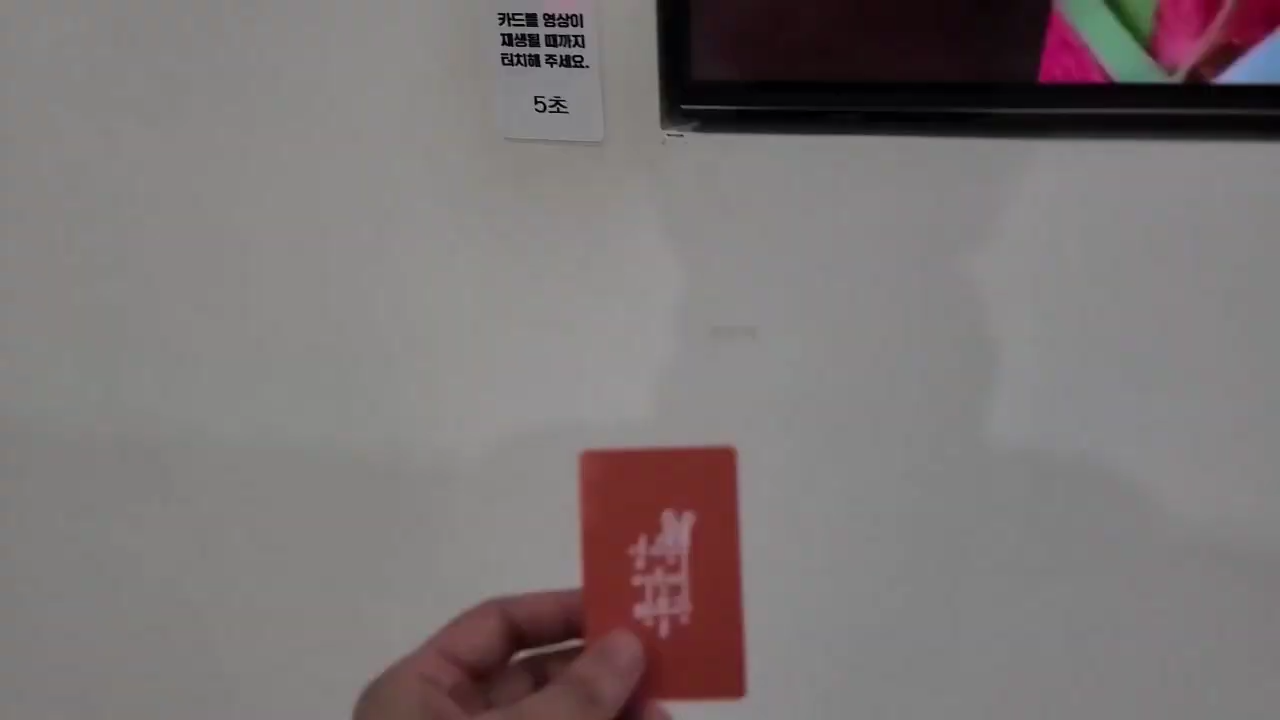 카드를 영상이
재생될 때까지
터치해 주세요.
5초